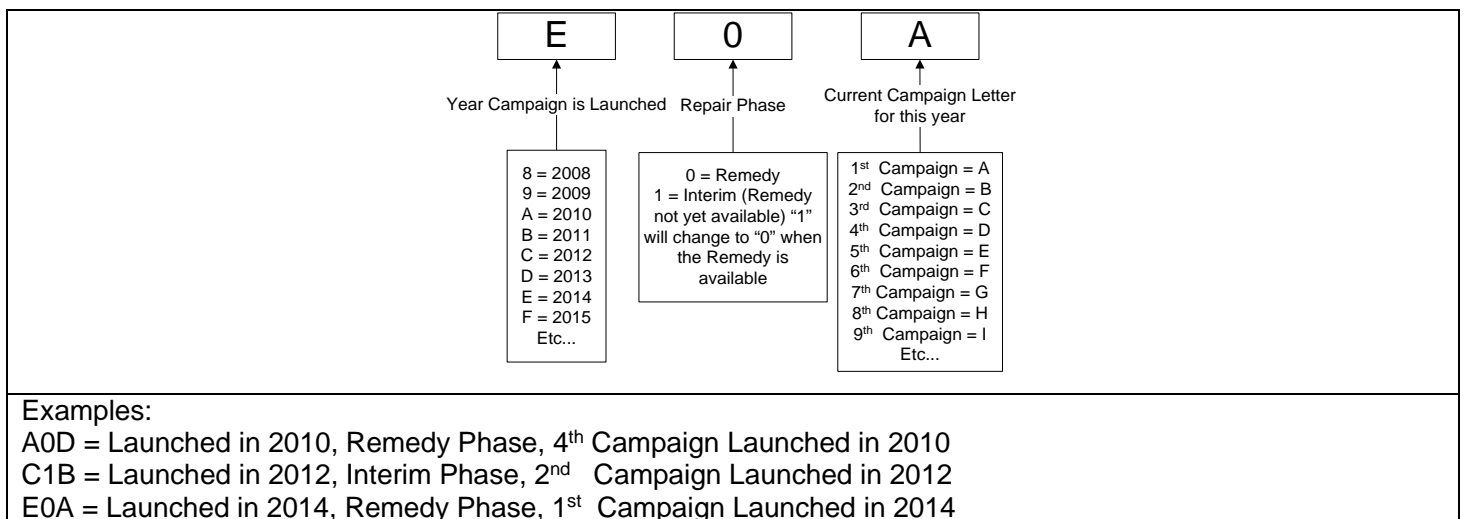 E 0 A
Year Campaign is Launched
Repair Phase
Current Campaign Letter
for this year
8 = 2008
9 = 2009
A = 2010
B = 2011
C = 2012
D = 2013
E = 2014
F = 2015
Etc...
0 = Remedy
1 = Interim (Remedy
not yet available) “1”
will change to “0” when
the Remedy is
available
1st Campaign = A
2nd Campaign = B
3rd Campaign = C
4th Campaign = D
5th Campaign = E
6th Campaign = F
7th Campaign = G
8th Campaign = H
9th Campaign = I
Etc...
Examples:
A0D = Launched in 2010, Remedy Phase, 4th Campaign Launched in 2010
C1B = Launched in 2012, Interim Phase, 2nd Campaign Launched in 2012
E0A = Launched in 2014, Remedy Phase, 1st Campaign Launched in 2014